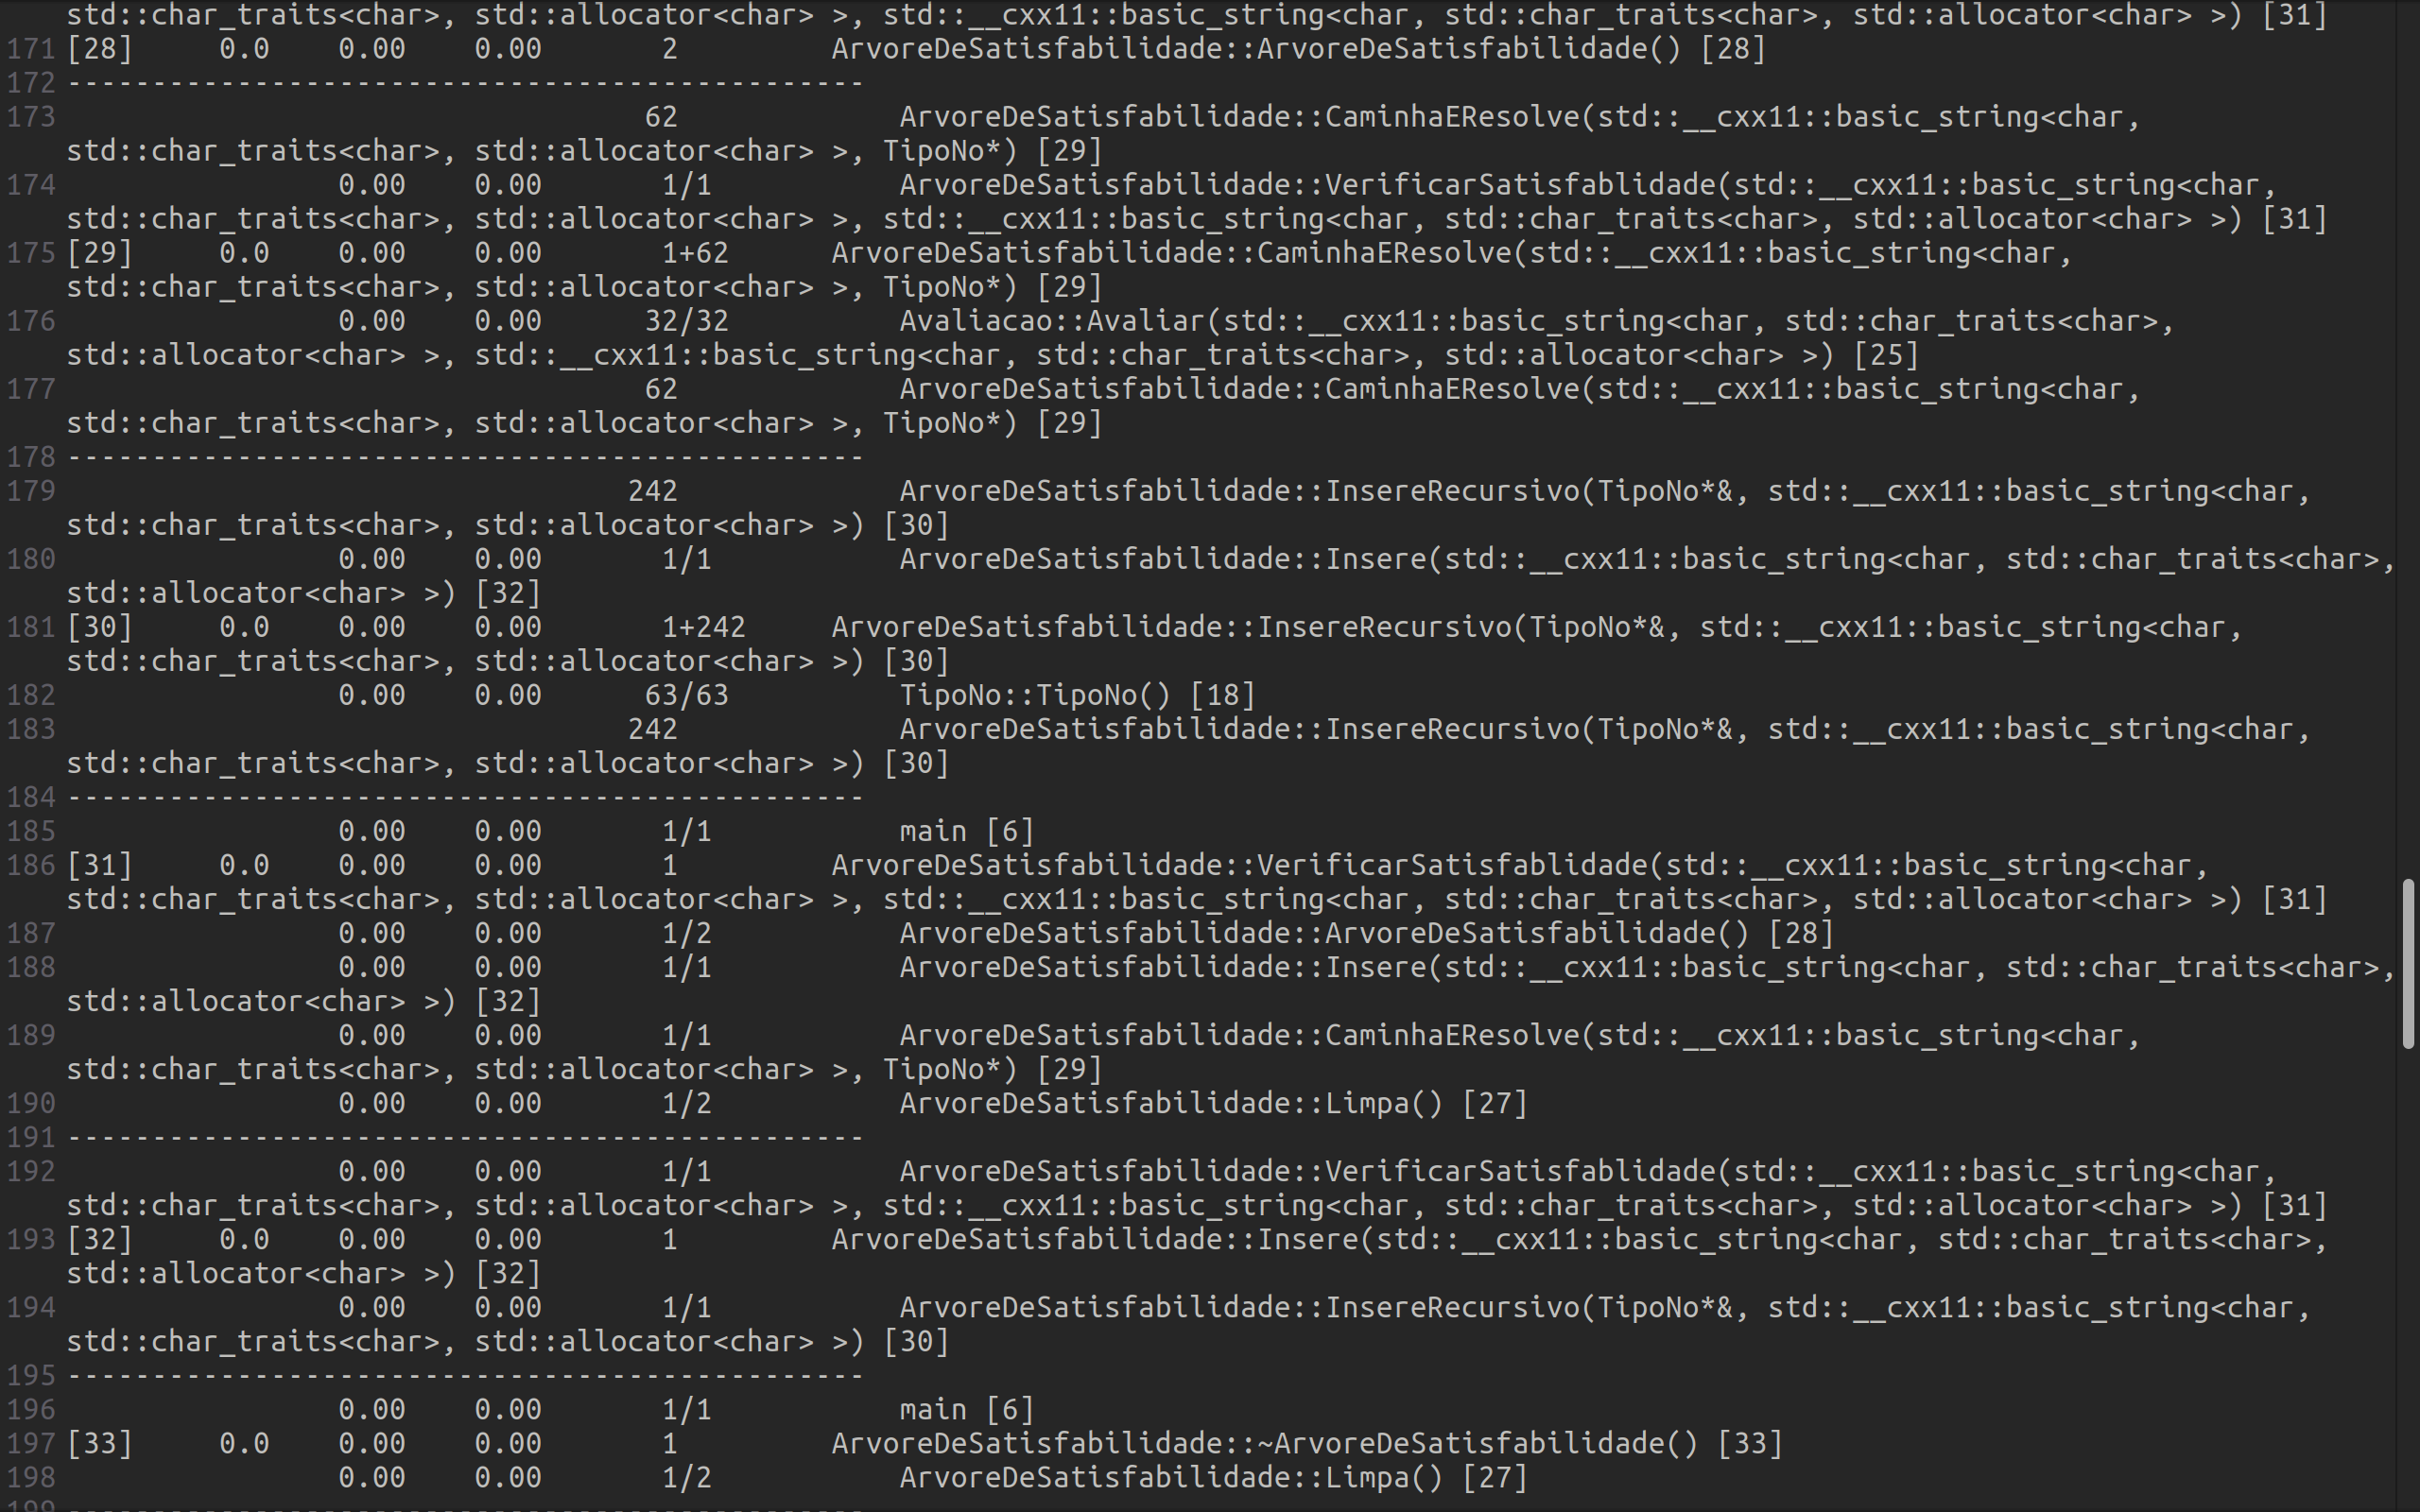 std::char_traits<char>, std::allocator<char> >, std::__cxx11::basic_string<char, std::char_traits<char>, std::allocator<char> >) [31]
171 [28]     0.0    0.00    0.00       2         ArvoreDeSatisfabilidade::ArvoreDeSatisfabilidade() [28]
172 -----------------------------------------------
173                                   62             ArvoreDeSatisfabilidade::CaminhaEResolve(std::__cxx11::basic_string<char,
std::char_traits<char>, std::allocator<char> >, TipoNo*) [29]
174                 0.00    0.00       1/1           ArvoreDeSatisfabilidade::VerificarSatisfablidade(std::__cxx11::basic_string<char,
std::char_traits<char>, std::allocator<char> >, std::__cxx11::basic_string<char, std::char_traits<char>, std::allocator<char> >) [31]
175 [29]     0.0    0.00    0.00       1+62      ArvoreDeSatisfabilidade::CaminhaEResolve(std::__cxx11::basic_string<char,
std::char_traits<char>, std::allocator<char> >, TipoNo*) [29]
176                 0.00    0.00      32/32          Avaliacao::Avaliar(std::__cxx11::basic_string<char, std::char_traits<char>,
std::allocator<char> >, std::__cxx11::basic_string<char, std::char_traits<char>, std::allocator<char> >) [25]
177                                   62             ArvoreDeSatisfabilidade::CaminhaEResolve(std::__cxx11::basic_string<char,
std::char_traits<char>, std::allocator<char> >, TipoNo*) [29]
178 -----------------------------------------------
179                                  242             ArvoreDeSatisfabilidade::InsereRecursivo(TipoNo*&, std::__cxx11::basic_string<char,
std::char_traits<char>, std::allocator<char> >) [30]
180                 0.00    0.00       1/1           ArvoreDeSatisfabilidade::Insere(std::__cxx11::basic_string<char, std::char_traits<char>,
std::allocator<char> >) [32]
181 [30]     0.0    0.00    0.00       1+242     ArvoreDeSatisfabilidade::InsereRecursivo(TipoNo*&, std::__cxx11::basic_string<char,
std::char_traits<char>, std::allocator<char> >) [30]
182                 0.00    0.00      63/63          TipoNo::TipoNo() [18]
183                                  242             ArvoreDeSatisfabilidade::InsereRecursivo(TipoNo*&, std::__cxx11::basic_string<char,
std::char_traits<char>, std::allocator<char> >) [30]
184 -----------------------------------------------
185                 0.00    0.00       1/1           main [6]
186 [31]     0.0    0.00    0.00       1         ArvoreDeSatisfabilidade::VerificarSatisfablidade(std::__cxx11::basic_string<char,
std::char_traits<char>, std::allocator<char> >, std::__cxx11::basic_string<char, std::char_traits<char>, std::allocator<char> >) [31]
187                 0.00    0.00       1/2           ArvoreDeSatisfabilidade::ArvoreDeSatisfabilidade() [28]
188                 0.00    0.00       1/1           ArvoreDeSatisfabilidade::Insere(std::__cxx11::basic_string<char, std::char_traits<char>,
std::allocator<char> >) [32]
189                 0.00    0.00       1/1           ArvoreDeSatisfabilidade::CaminhaEResolve(std::__cxx11::basic_string<char,
std::char_traits<char>, std::allocator<char> >, TipoNo*) [29]
190                 0.00    0.00       1/2           ArvoreDeSatisfabilidade::Limpa() [27]
191 -----------------------------------------------
192                 0.00    0.00       1/1           ArvoreDeSatisfabilidade::VerificarSatisfablidade(std::__cxx11::basic_string<char,
std::char_traits<char>, std::allocator<char> >, std::__cxx11::basic_string<char, std::char_traits<char>, std::allocator<char> >) [31]
193 [32]     0.0    0.00    0.00       1         ArvoreDeSatisfabilidade::Insere(std::__cxx11::basic_string<char, std::char_traits<char>,
std::allocator<char> >) [32]
194                 0.00    0.00       1/1           ArvoreDeSatisfabilidade::InsereRecursivo(TipoNo*&, std::__cxx11::basic_string<char,
std::char_traits<char>, std::allocator<char> >) [30]
195 -----------------------------------------------
196                 0.00    0.00       1/1           main [6]
197 [33]     0.0    0.00    0.00       1         ArvoreDeSatisfabilidade::~ArvoreDeSatisfabilidade() [33]
198                 0.00    0.00       1/2           ArvoreDeSatisfabilidade::Limpa() [27]
199 -----------------------------------------------